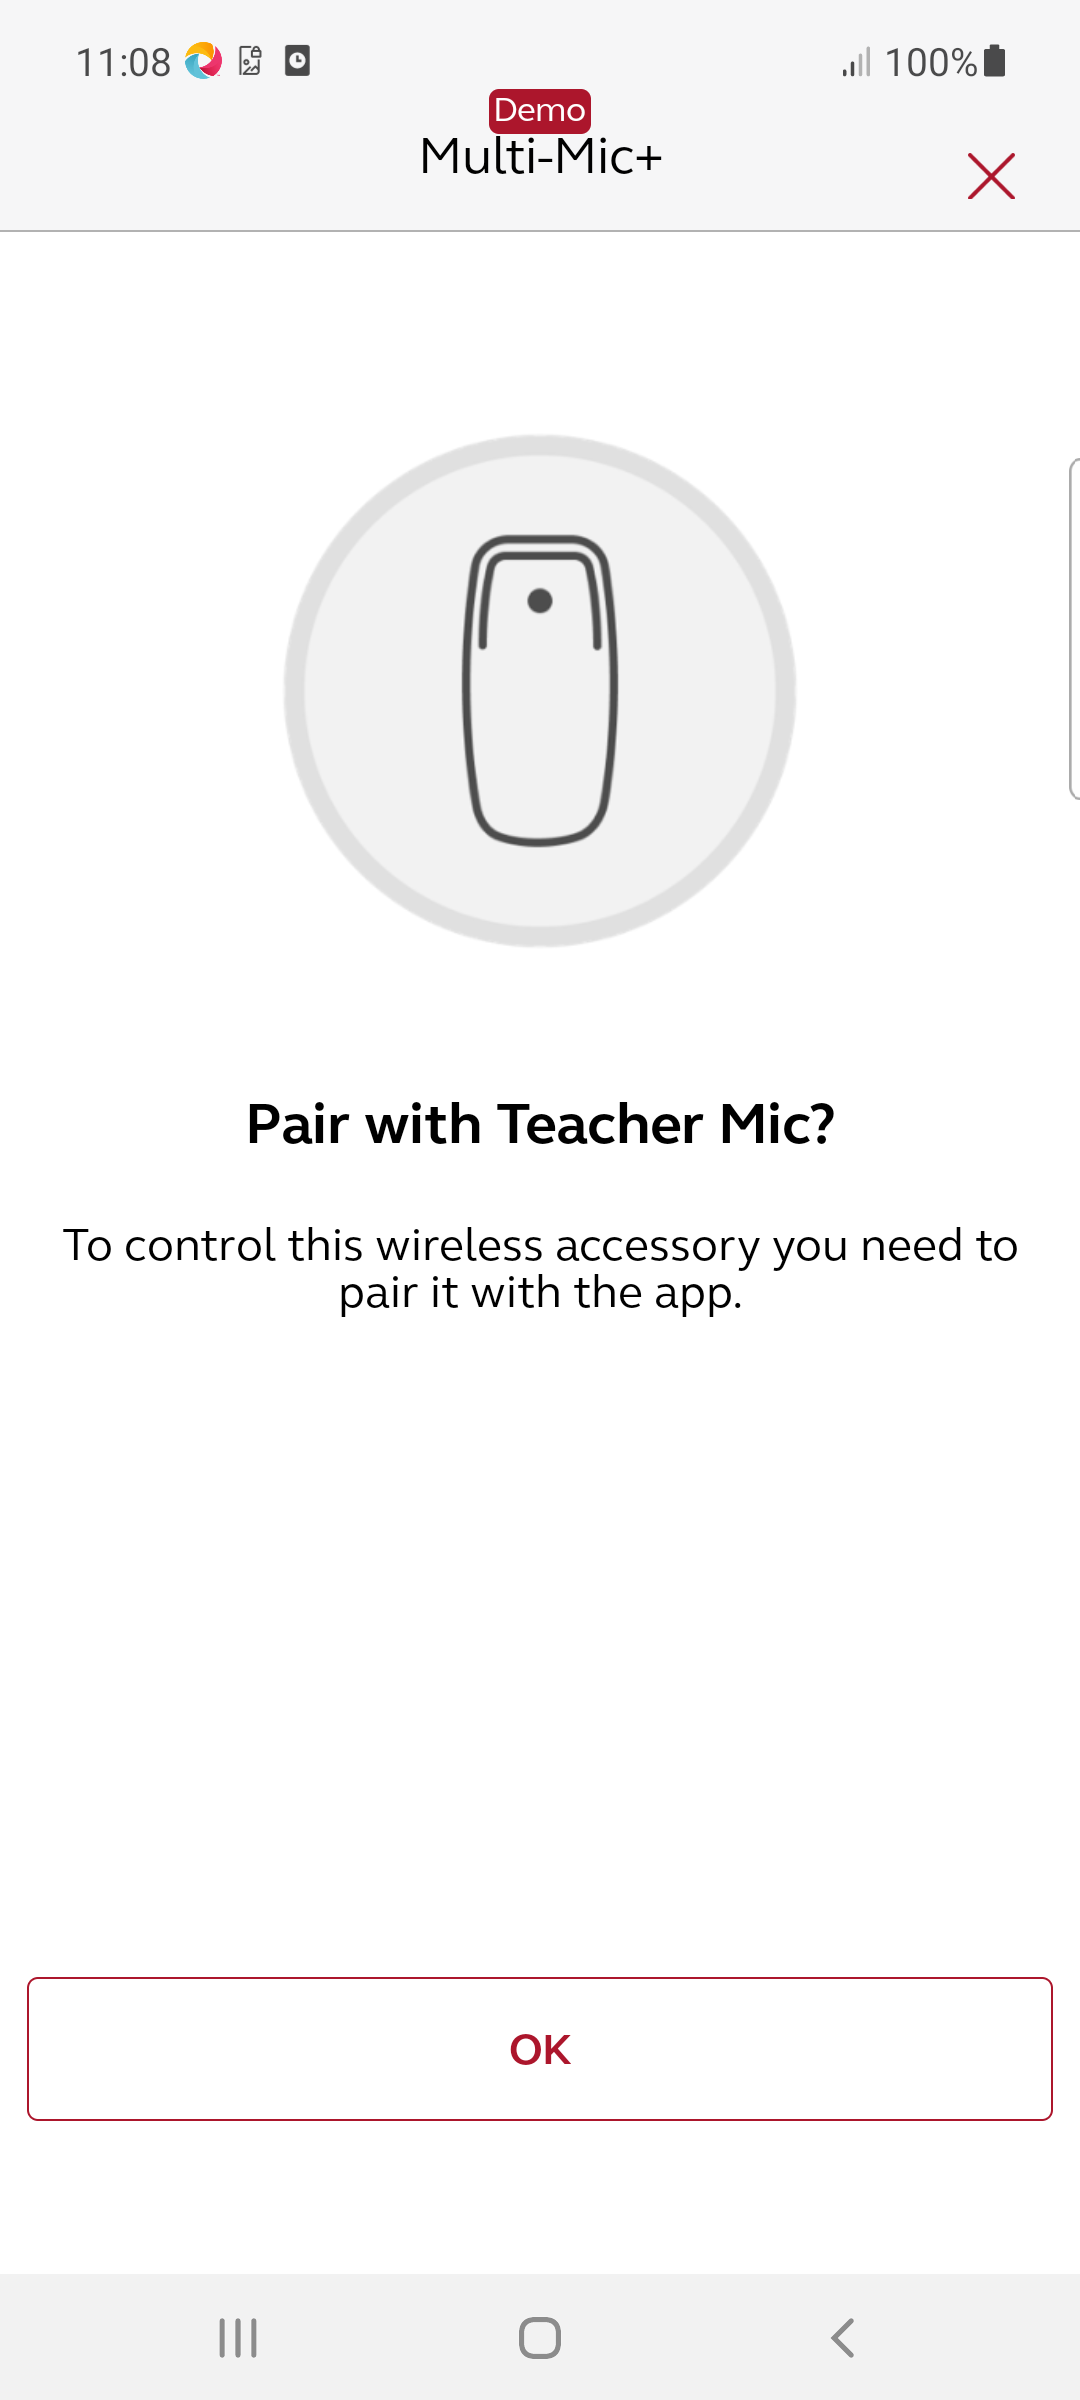 11:08
100%
Demo
Multi-Mic+
Pair with Teacher Mic?
To control this wireless accessory you need to
pair it with the app.
OK